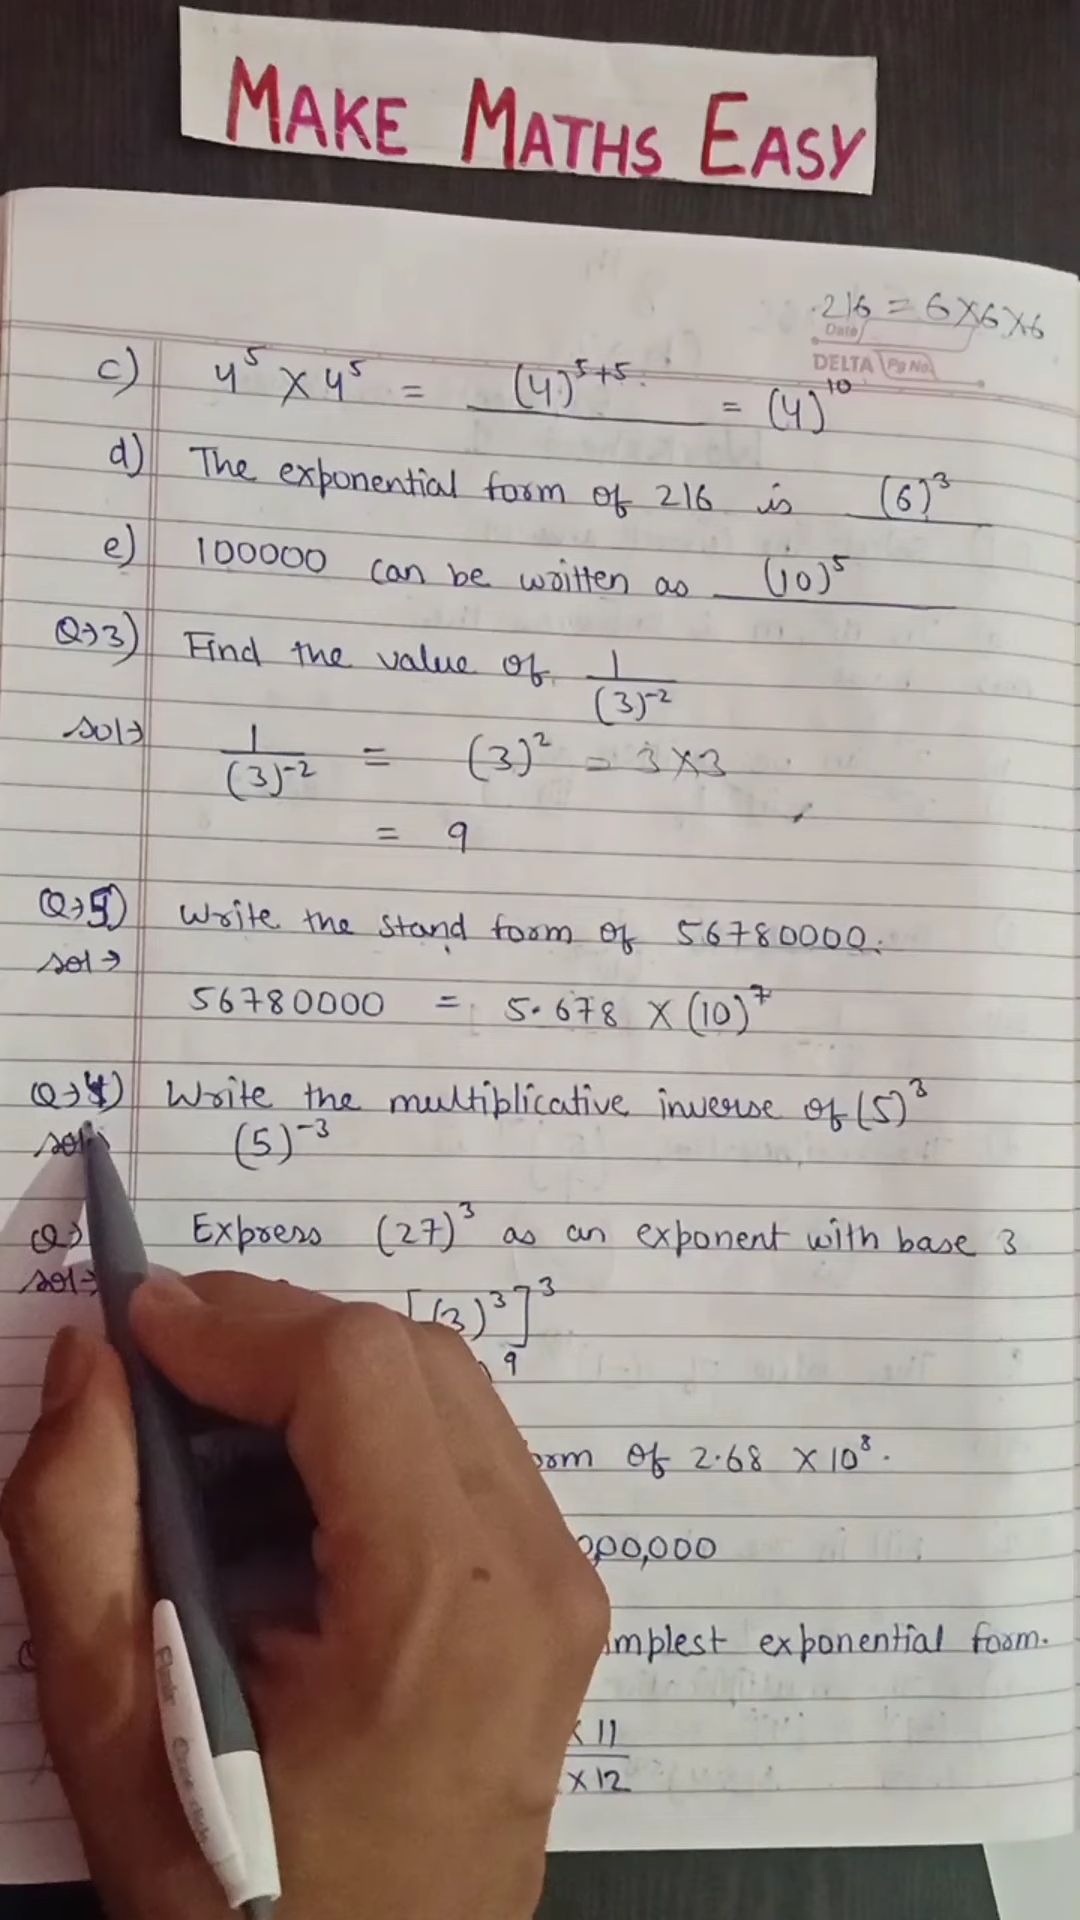 MAKE MATHS EASY
216 = 6×6×6
Date
DELTA Pg No.
c) 4⁵ × 4⁵ = (4)⁵⁺⁵ = (4)¹⁰
d) The exponential form of 216 is (6)³
e) 100000 can be written as (10)⁵
Q→3) Find the value of 1/(3)⁻²
sol→ 1/(3)⁻² = (3)² = 3×3
= 9
Q→5) Write the stand form of 56780000.
sol→
56780000 = 5.678 × (10)⁷
Q→4) Write the multiplicative inverse of (5)³
sol→ (5)⁻³
Q→ Express (27)³ as an exponent with base 3
sol→ [(3)³]³
9
of 2.68 × 10⁸.
00,000
exponential form.
× 11
× 12